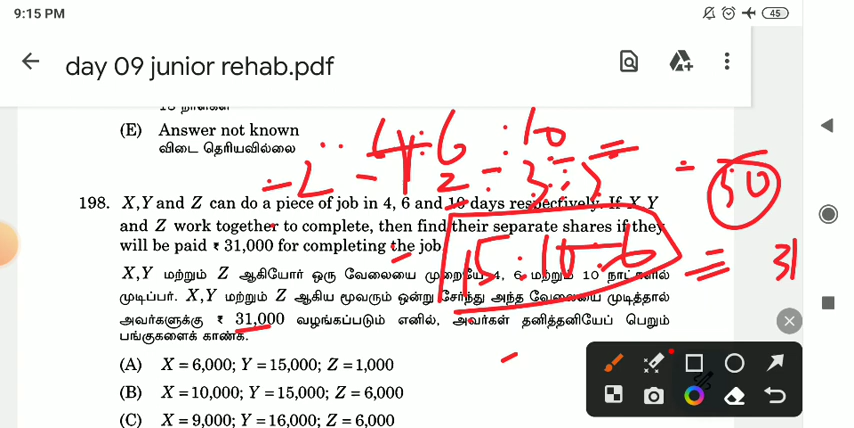 9:15 PM
45
day 09 junior rehab.pdf
(E) Answer not known
விடை தெரியவில்லை
4 : 6 : 10
2 : 3 : 5
30
198. X,Y and Z can do a piece of job in 4, 6 and 10 days respectively. If X, Y
and Z work together to complete, then find their separate shares if they
will be paid ₹ 31,000 for completing the job.
15 : 10 : 6 = 31
X,Y மற்றும் Z ஆகியோர் ஒரு வேலையை முறையே 4, 6 மற்றும் 10 நாட்களில்
முடிப்பர். X,Y மற்றும் Z ஆகிய மூவரும் ஒன்று சேர்ந்து அந்த வேலையை முடித்தால்
அவர்களுக்கு ₹ 31,000 வழங்கப்படும் எனில், அவர்கள் தனித்தனியேப் பெறும்
பங்குகளைக் காண்க.
(A) X = 6,000; Y = 15,000; Z = 1,000
(B) X = 10,000; Y = 15,000; Z = 6,000
(C) X = 9,000; Y = 16,000; Z = 6,000